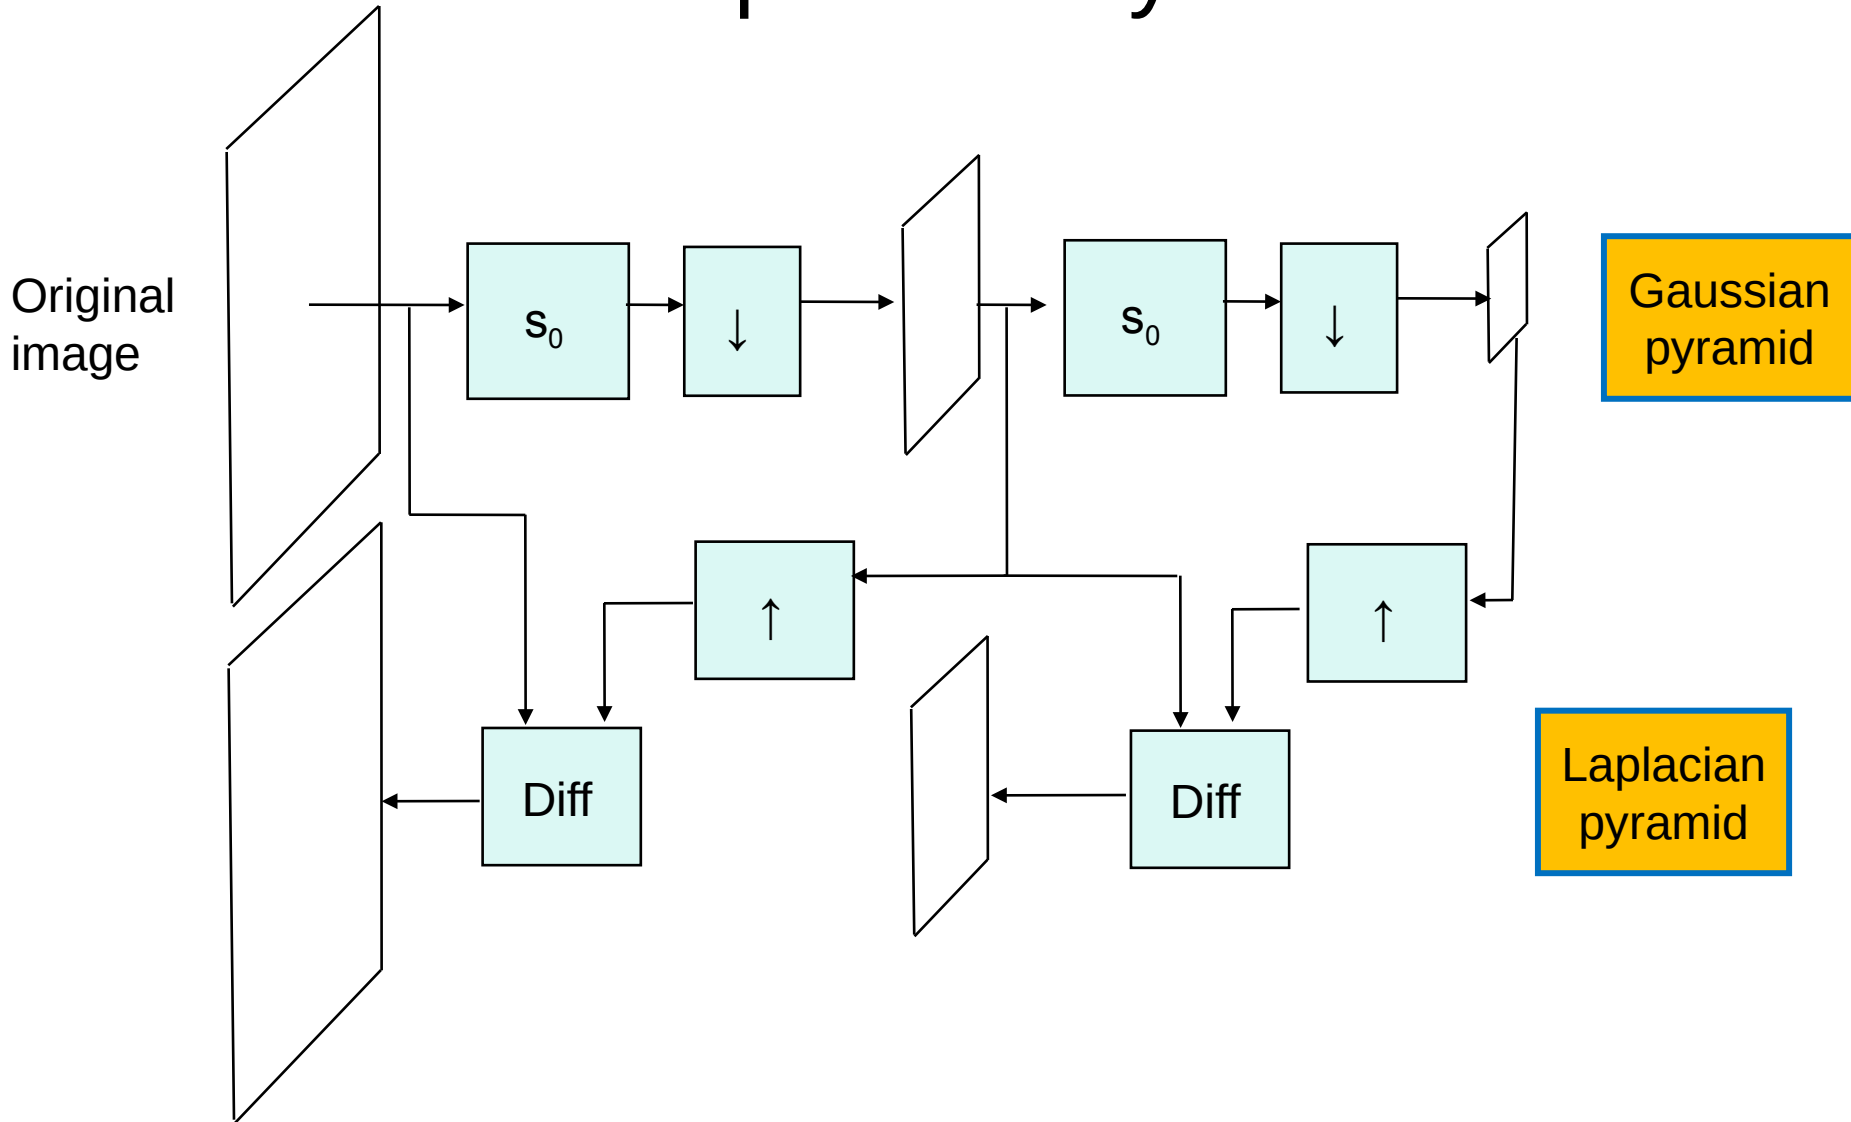 Original
image
s₀
↓
s₀
↓
Gaussian
pyramid
↑
↑
Diff
Diff
Laplacian
pyramid